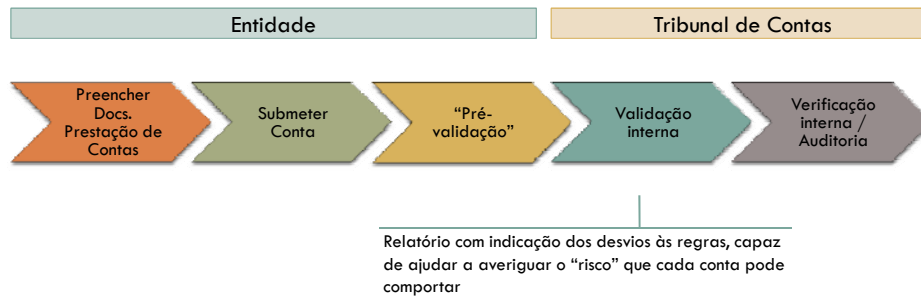 Entidade
Tribunal de Contas
Preencher
Docs.
Prestação de
Contas
Submeter
Conta
“Pré-
validação”
Validação
interna
Verificação
interna /
Auditoria
Relatório com indicação dos desvios às regras, capaz
de ajudar a averiguar o “risco” que cada conta pode
comportar